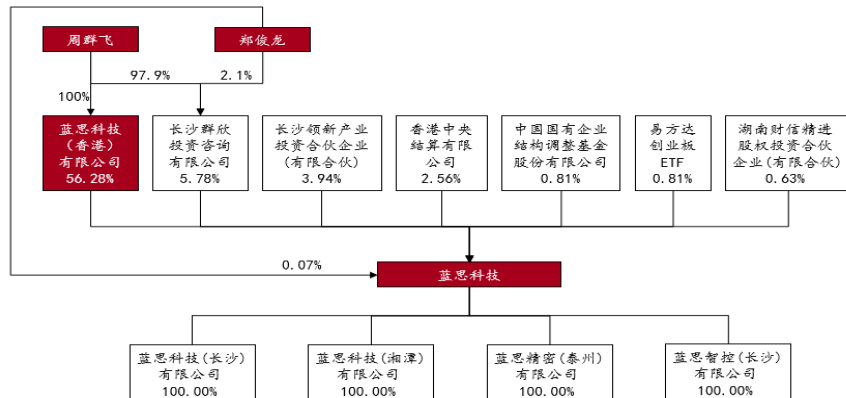 周群飞
郑俊龙
97.9%
2.1%
100%
蓝思科技
(香港)
有限公司
56.28%
长沙群欣
投资咨询
有限公司
5.78%
长沙领新产业
投资合伙企业
(有限合伙)
3.94%
香港中央
结算有限
公司
2.56%
中国国有企业
结构调整基金
股份有限公司
0.81%
易方达
创业板
ETF
0.81%
湖南财信精进
股权投资合伙
企业(有限合伙)
0.63%
0.07%
蓝思科技
蓝思科技(长沙)
有限公司
100.00%
蓝思科技(湘潭)
有限公司
100.00%
蓝思精密(泰州)
有限公司
100.00%
蓝思智控(长沙)
有限公司
100.00%